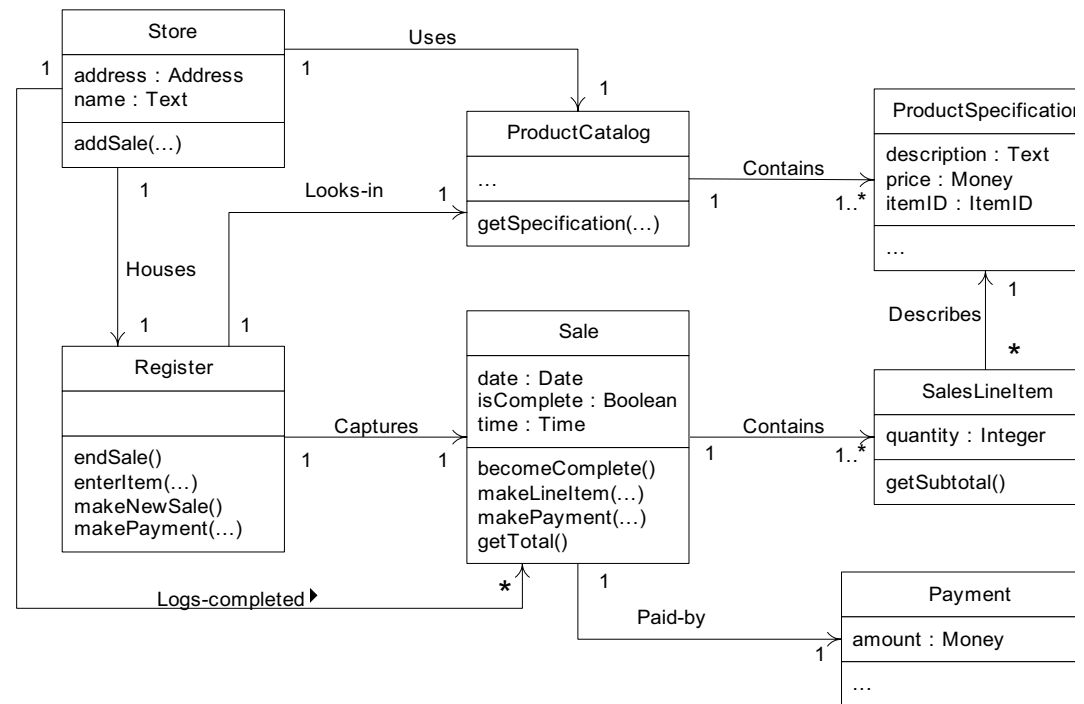 Store
address : Address
name : Text
addSale(...)
1
1
Uses
1
ProductCatalog
...
getSpecification(...)
1
Contains
1..*
ProductSpecification
description : Text
price : Money
itemID : ItemID
...
1
Houses
1
Looks-in
1
1
Register
endSale()
enterItem(...)
makeNewSale()
makePayment(...)
1
Captures
1
Sale
date : Date
isComplete : Boolean
time : Time
becomeComplete()
makeLineItem(...)
makePayment(...)
getTotal()
1
Contains
1..*
Describes
1
*
SalesLineItem
quantity : Integer
getSubtotal()
Logs-completed
*
1
Paid-by
1
Payment
amount : Money
...